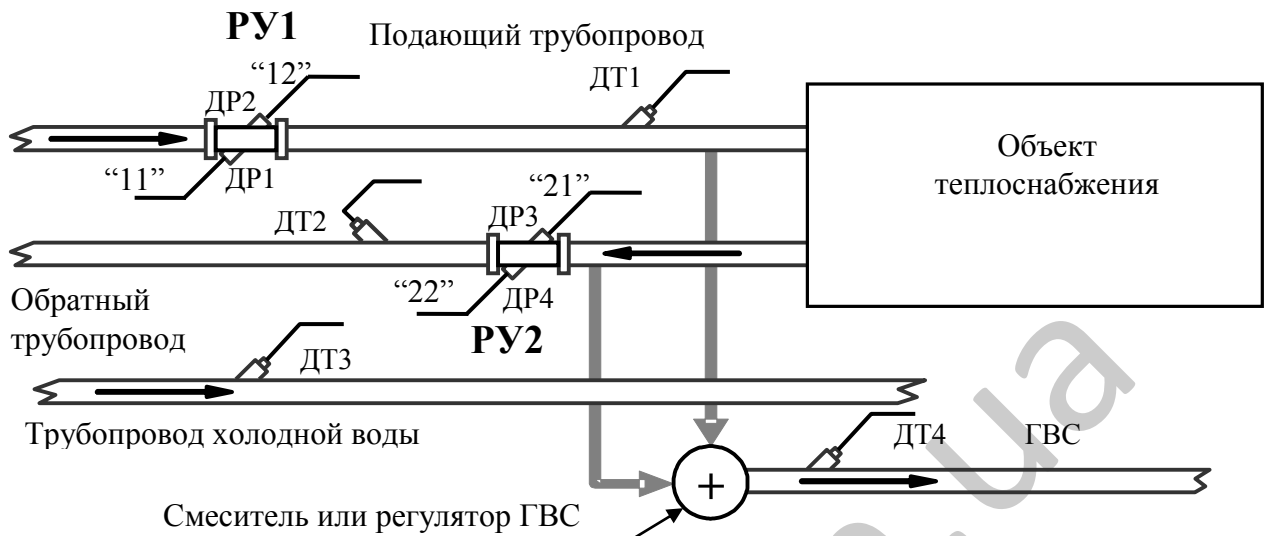 РУ1
Подающий трубопровод
“12”
ДТ1
ДР2
“11”
ДР1
Объект
теплоснабжения
“21”
ДТ2
ДР3
“22”
ДР4
РУ2
Обратный
трубопровод
ДТ3
Трубопровод холодной воды
ДТ4
ГВС
+
Смеситель или регулятор ГВС
.ua